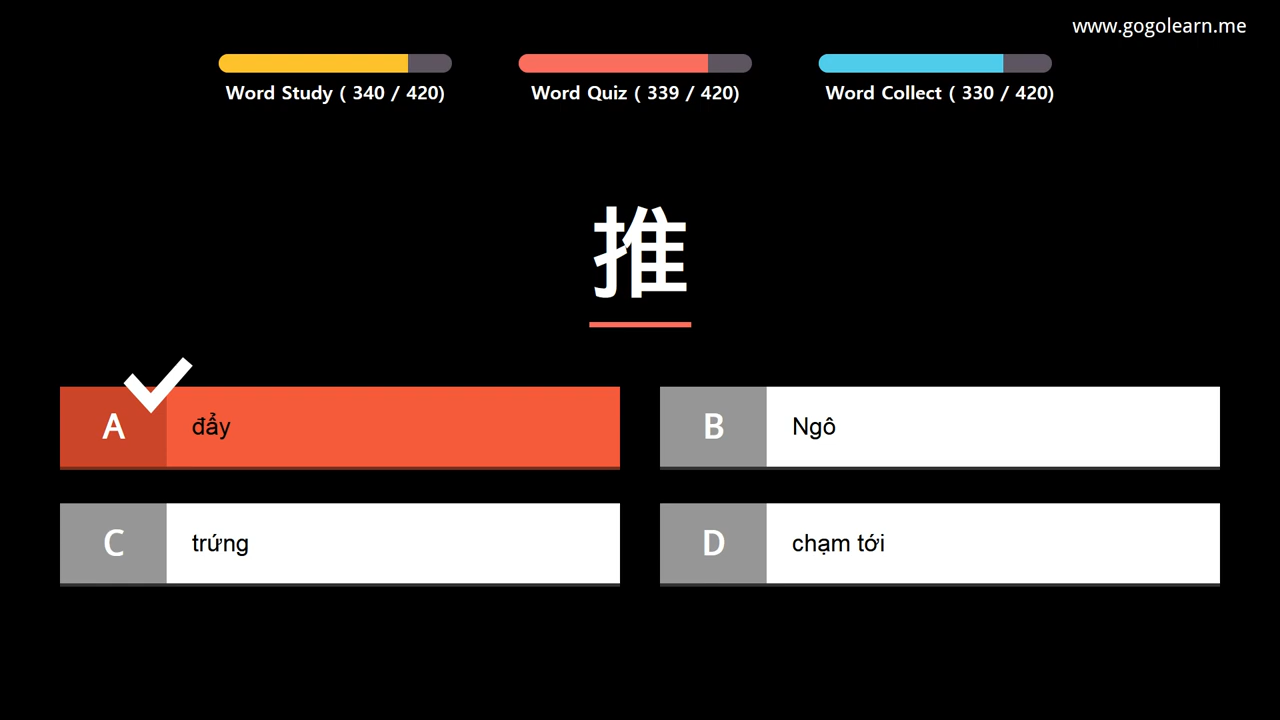 www.gogolearn.me
Word Study ( 340 / 420)
Word Quiz ( 339 / 420)
Word Collect ( 330 / 420)
推
A đẩy
B Ngô
C trứng
D chạm tới